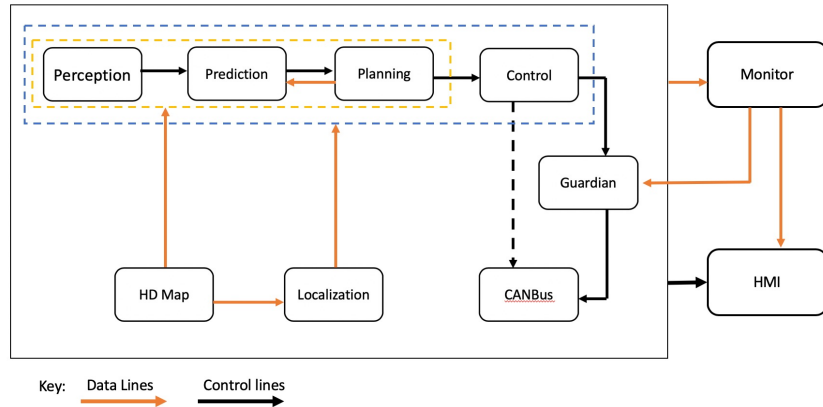 Perception
Prediction
Planning
Control
Monitor
Guardian
HD Map
Localization
CANBus
HMI
Key:
Data Lines
Control lines